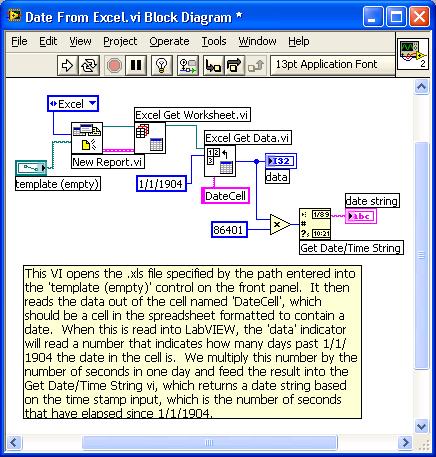 Date From Excel.vi Block Diagram *
File Edit View Project Operate Tools Window Help
13pt Application Font
2
Excel
Excel Get Worksheet.vi
New Report.vi
Excel Get Data.vi
template (empty)
1/1/1904
I32
data
DateCell
date string
abc
86401
1/8 9
10:21
Get Date/Time String
This VI opens the .xls file specified by the path entered into
the 'template (empty)' control on the front panel. It then
reads the data out of the cell named 'DateCell', which
should be a cell in the spreadsheet formatted to contain a
date. When this is read into LabVIEW, the 'data' indicator
will read a number that indicates how many days past 1/1/
1904 the date in the cell is. We multiply this number by the
number of seconds in one day and feed the result into the
Get Date/Time String vi, which returns a date string based
on the time stamp input, which is the number of seconds
that have elapsed since 1/1/1904.